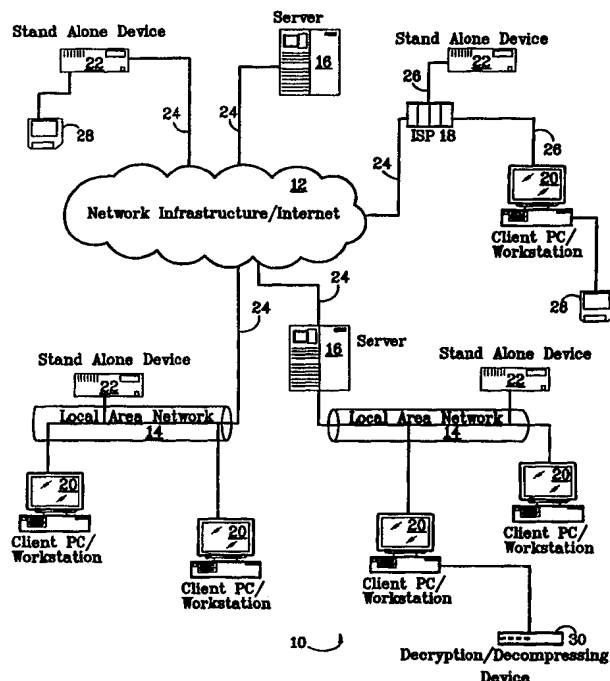 Server
Stand Alone Device
Stand Alone Device
22
16
22
26
28
24
24
ISP 18
24
26
12
Network Infrastructure/Internet
20
Client PC/
Workstation
28
24
24
16
Server
Stand Alone Device
22
Stand Alone Device
22
Local Area Network
14
Local Area Network
14
20
Client PC/
Workstation
20
Client PC/
Workstation
20
Client PC/
Workstation
20
Client PC/
Workstation
10
30
Decryption/Decompressing
Device